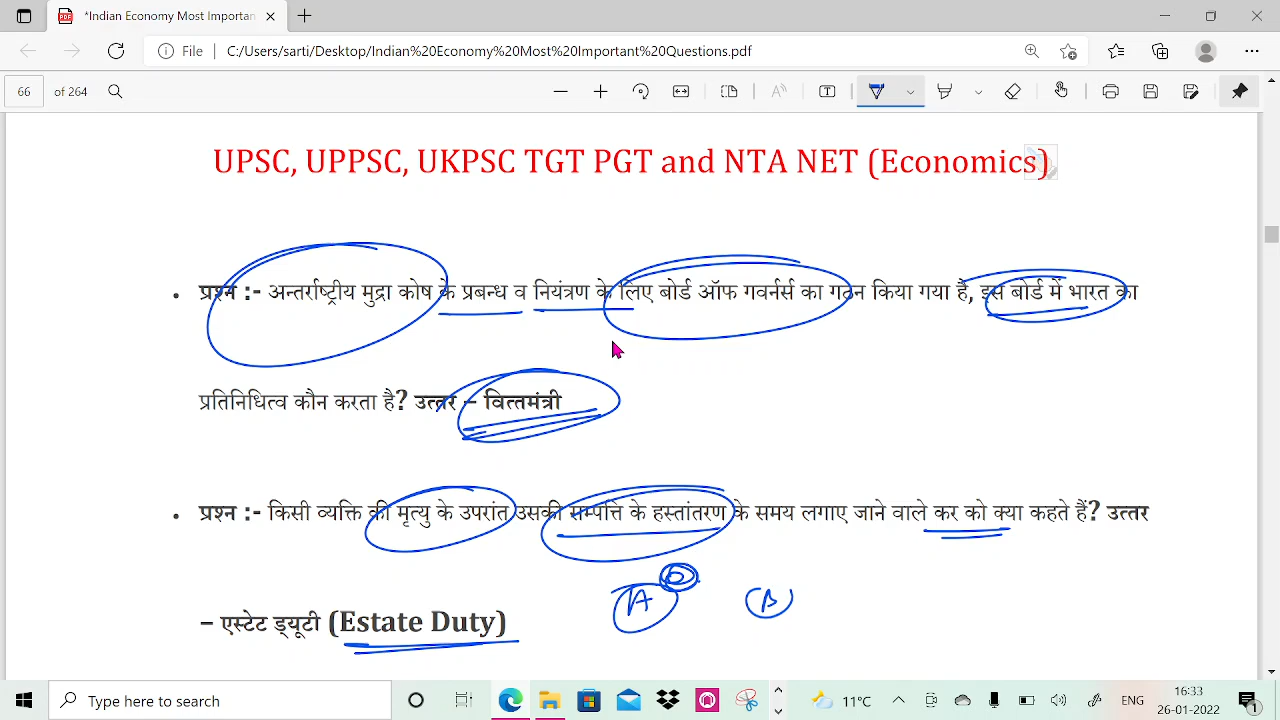 *Indian Economy Most Importan
File
C:/Users/sarti/Desktop/Indian%20Economy%20Most%20Important%20Questions.pdf
66 of 264
UPSC, UPPSC, UKPSC TGT PGT and NTA NET (Economics)
• प्रश्न :- अन्तर्राष्ट्रीय मुद्रा कोष के प्रबन्ध व नियंत्रण के लिए बोर्ड ऑफ गवर्नर्स का गठन किया गया है, इस बोर्ड में भारत का
प्रतिनिधित्व कौन करता है? उत्तर – वित्तमंत्री
• प्रश्न :- किसी व्यक्ति की मृत्यु के उपरांत उसकी सम्पत्ति के हस्तांतरण के समय लगाए जाने वाले कर को क्या कहते हैं? उत्तर
A B
– एस्टेट ड्यूटी (Estate Duty)
Type here to search
11°C
ENG
16:33
26-01-2022
1